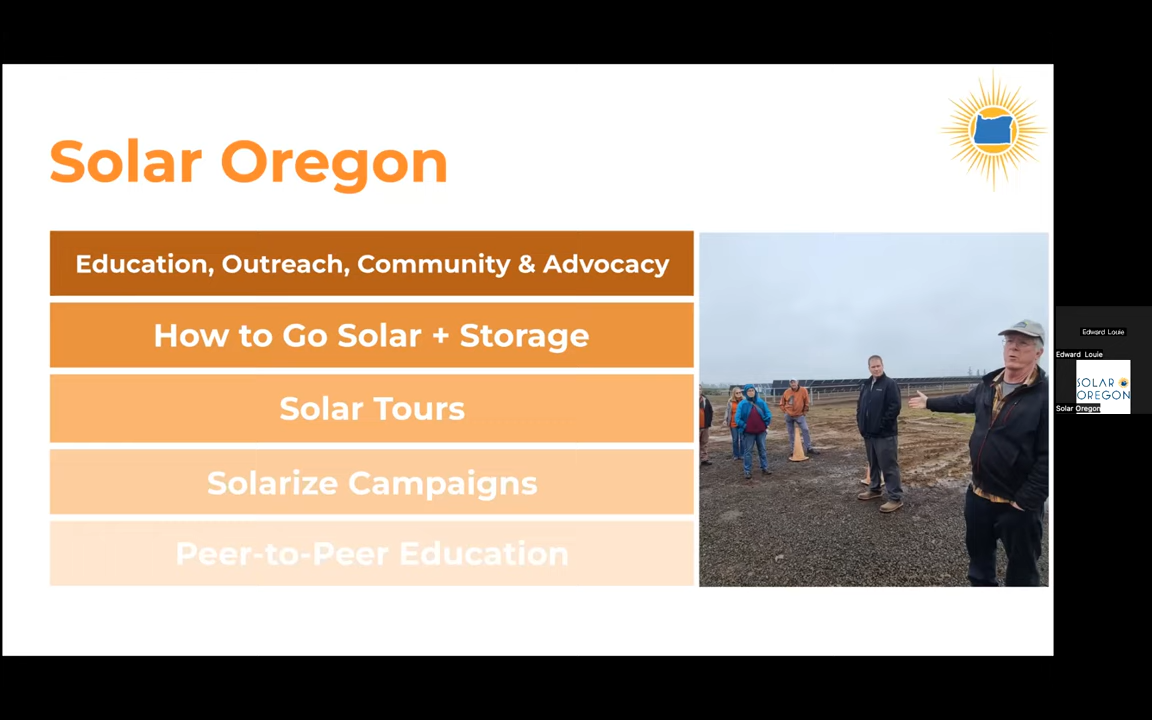 Solar Oregon
Education, Outreach, Community & Advocacy
How to Go Solar + Storage
Solar Tours
Solarize Campaigns
Peer-to-Peer Education
Edward Louie
Edward Louie
SOLAR
OREGON
Solar Oregon